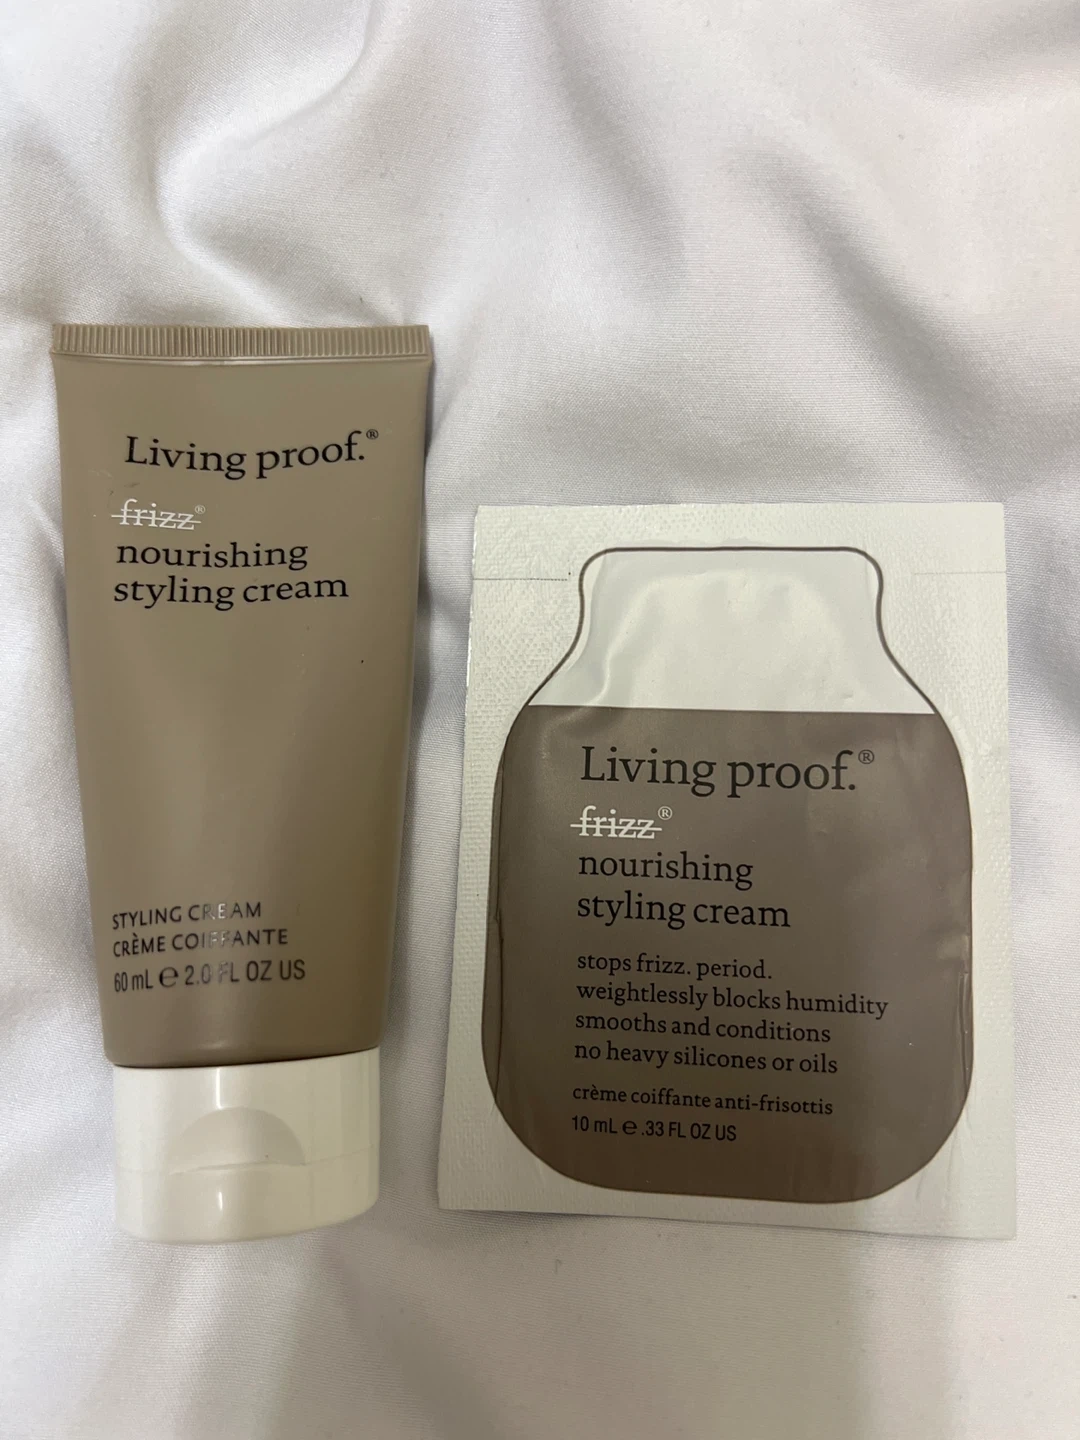 Living proof.®
frizz®
nourishing
styling cream
STYLING CREAM
CRÈME COIFFANTE
60 mL ℮ 2.0 FL OZ US
Living proof.®
frizz®
nourishing
styling cream
stops frizz. period.
weightlessly blocks humidity
smooths and conditions
no heavy silicones or oils
crème coiffante anti-frisottis
10 mL ℮ .33 FL OZ US